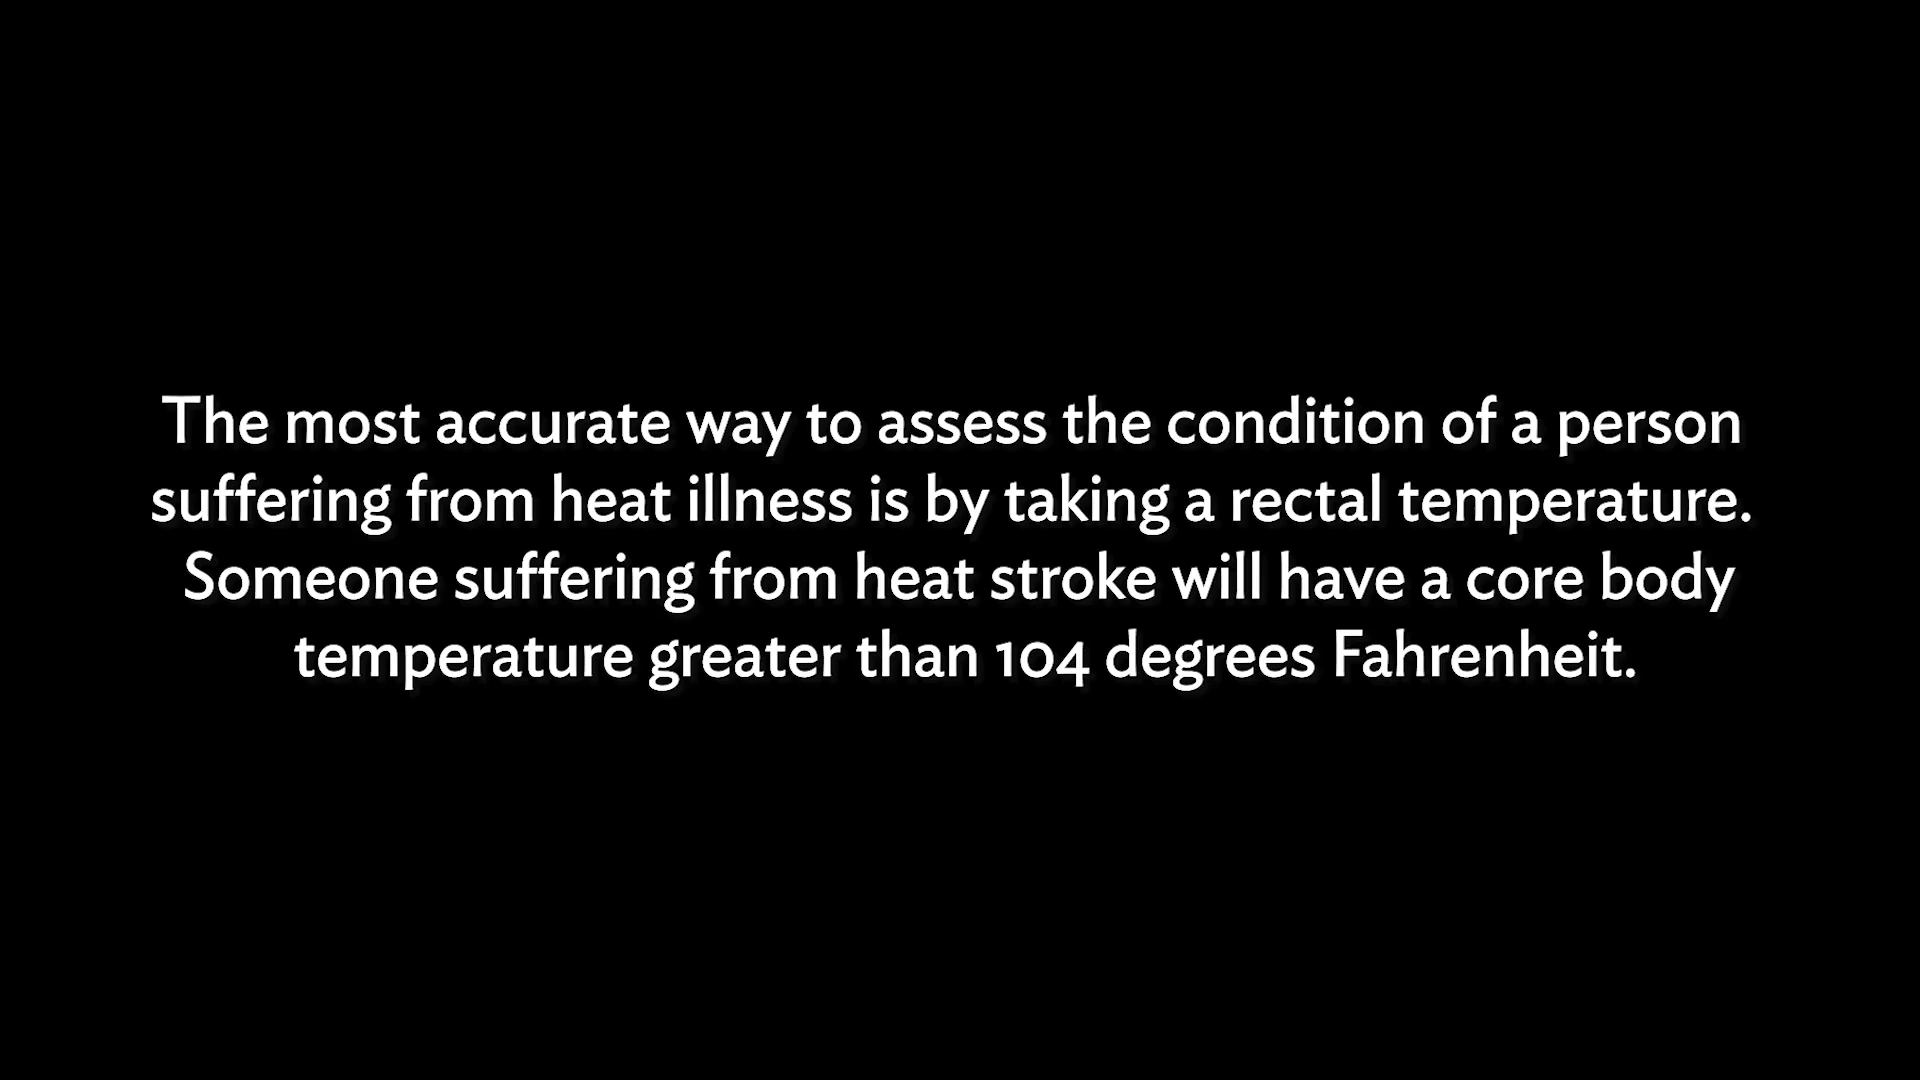 The most accurate way to assess the condition of a person
suffering from heat illness is by taking a rectal temperature.
Someone suffering from heat stroke will have a core body
temperature greater than 104 degrees Fahrenheit.